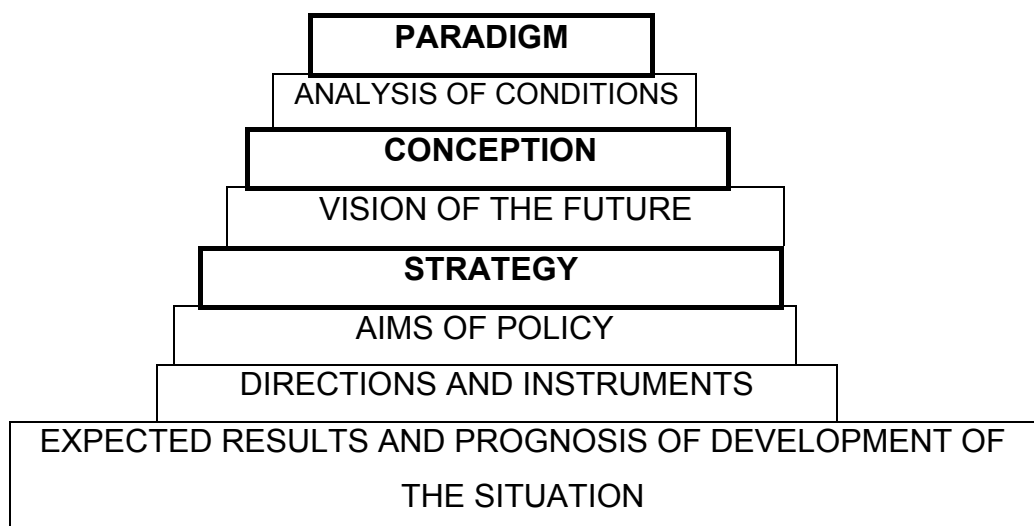 PARADIGM
ANALYSIS OF CONDITIONS
CONCEPTION
VISION OF THE FUTURE
STRATEGY
AIMS OF POLICY
DIRECTIONS AND INSTRUMENTS
EXPECTED RESULTS AND PROGNOSIS OF DEVELOPMENT OF
THE SITUATION